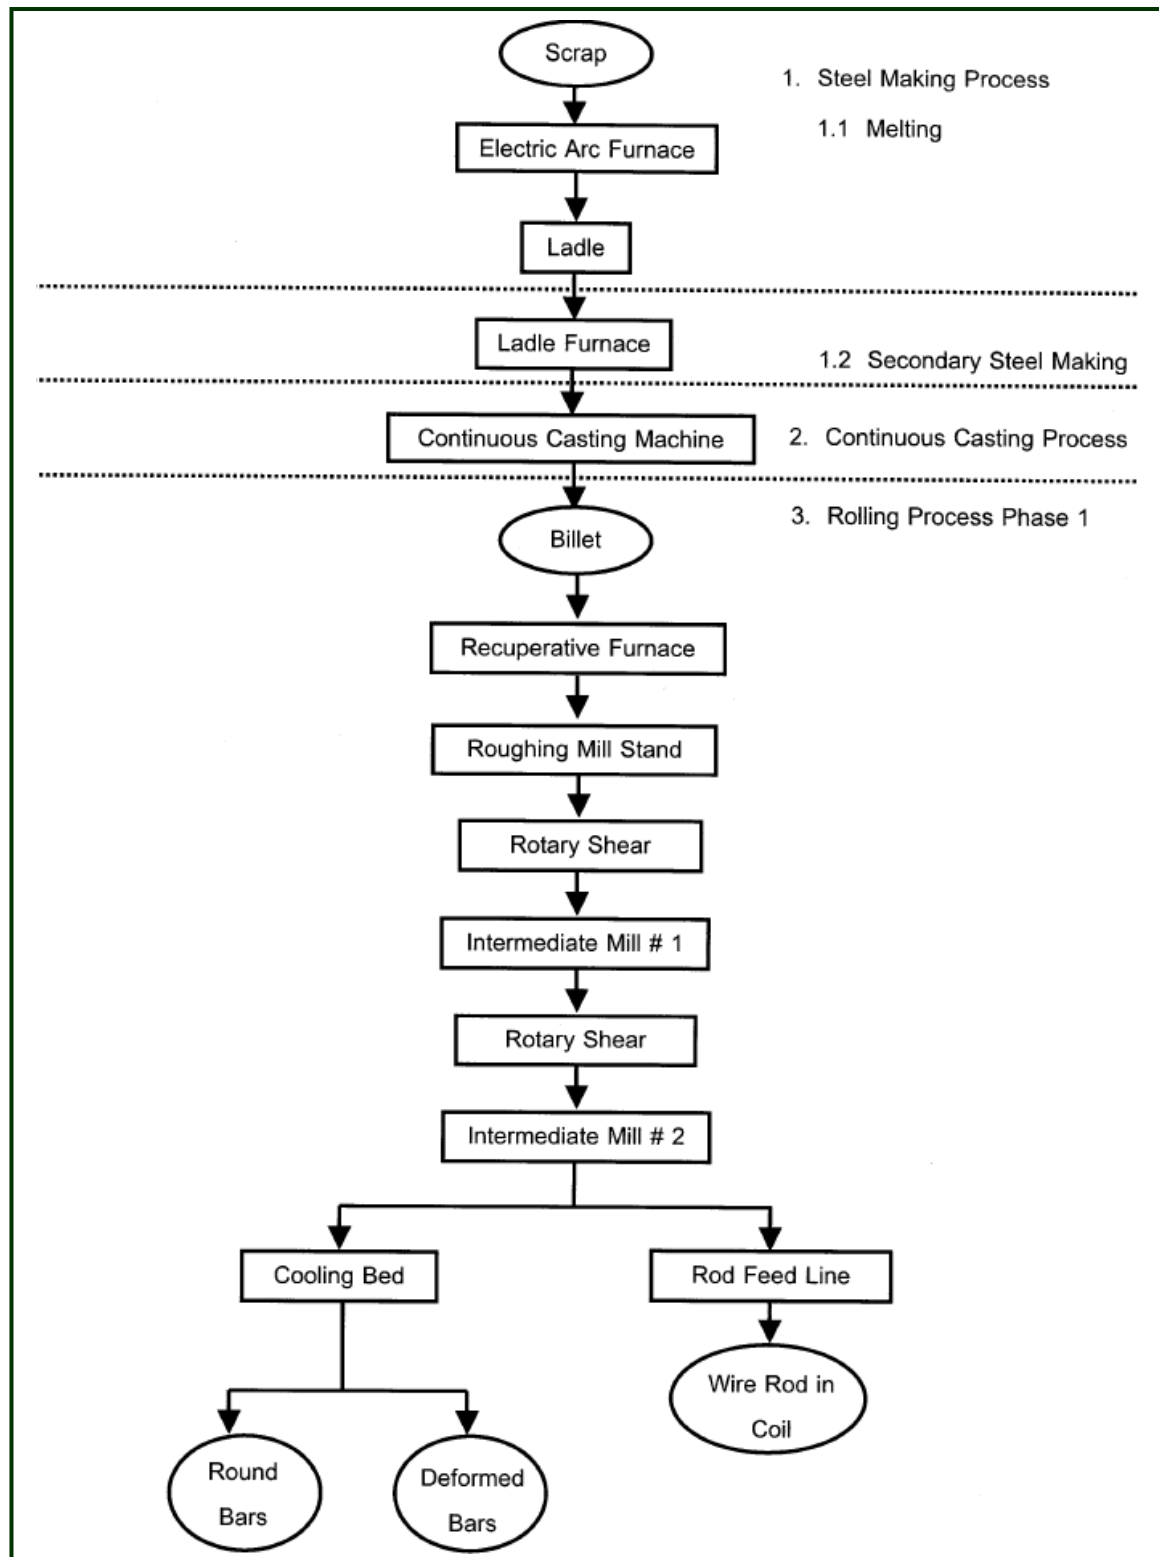 Scrap
1. Steel Making Process
1.1 Melting
Electric Arc Furnace
Ladle
Ladle Furnace
1.2 Secondary Steel Making
Continuous Casting Machine
2. Continuous Casting Process
3. Rolling Process Phase 1
Billet
Recuperative Furnace
Roughing Mill Stand
Rotary Shear
Intermediate Mill # 1
Rotary Shear
Intermediate Mill # 2
Cooling Bed
Rod Feed Line
Wire Rod in
Coil
Round
Bars
Deformed
Bars